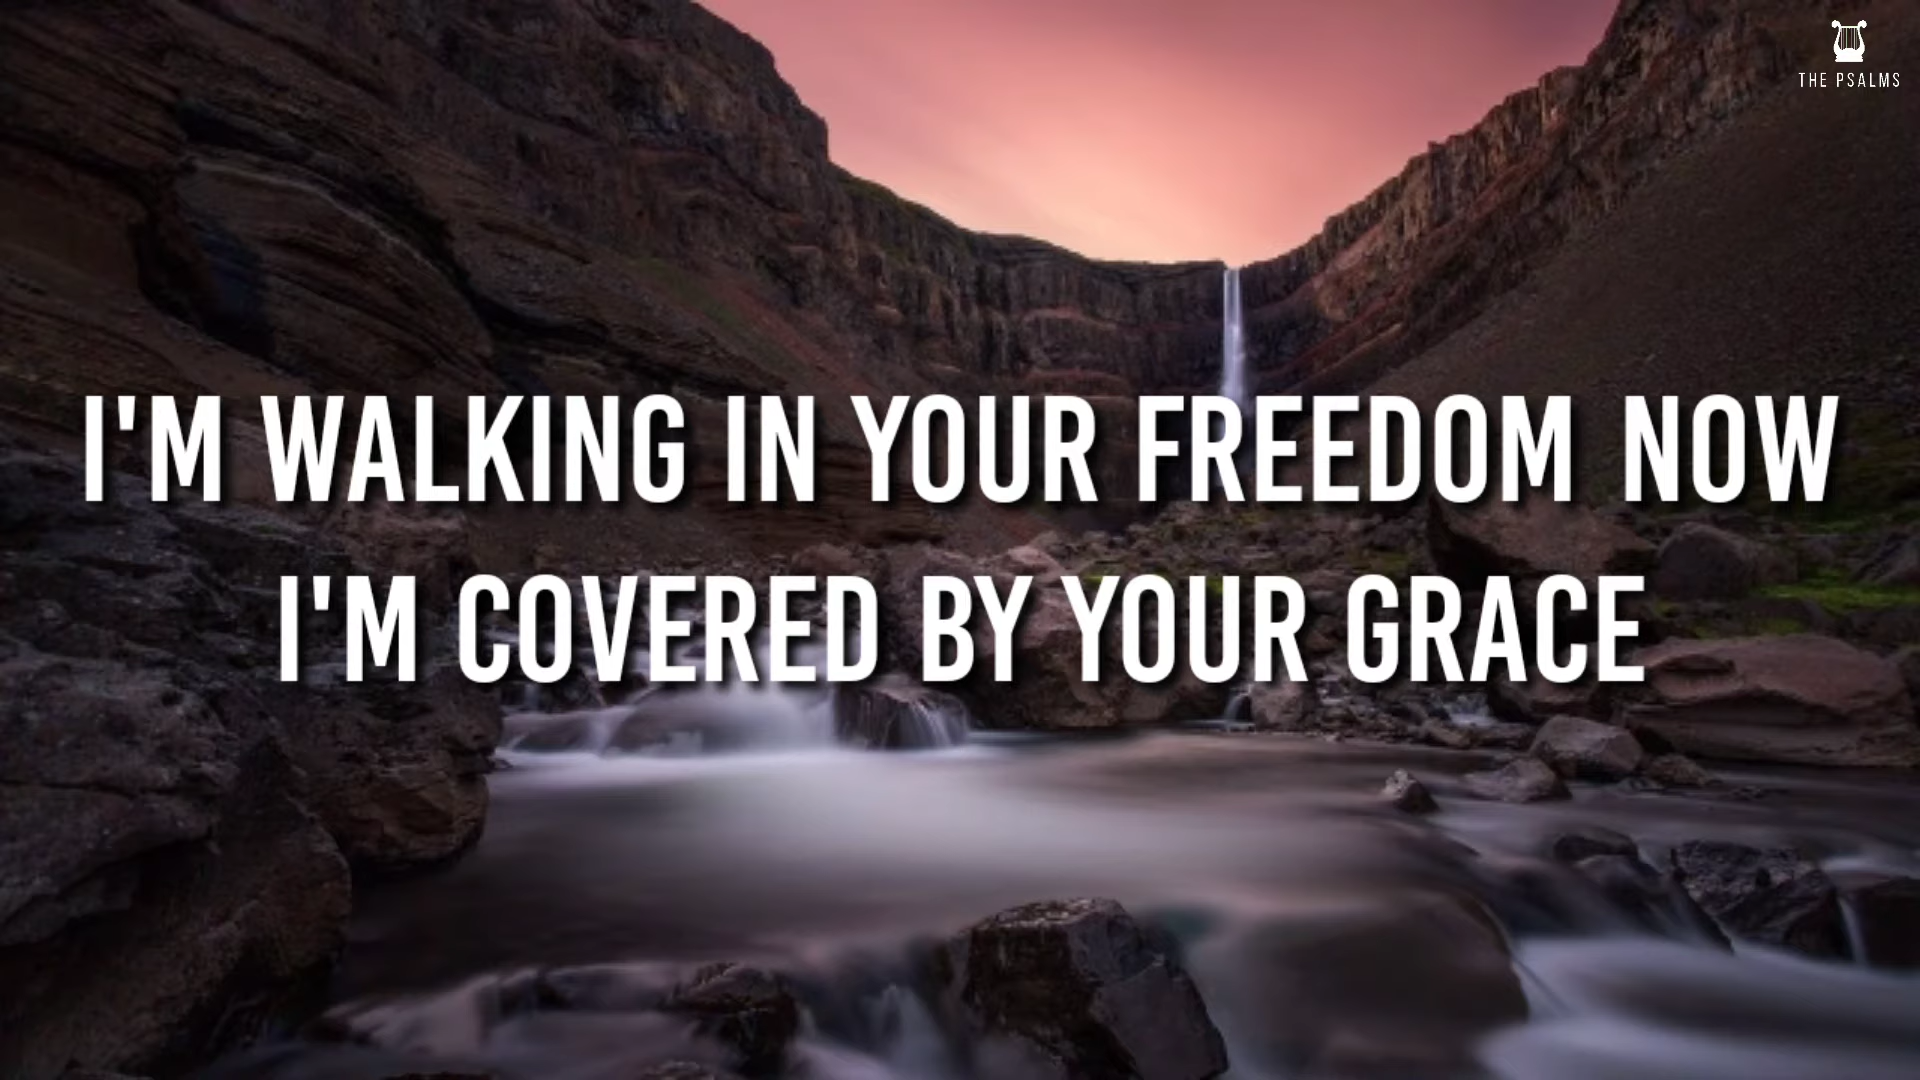 THE PSALMS
I'M WALKING IN YOUR FREEDOM NOW
I'M COVERED BY YOUR GRACE